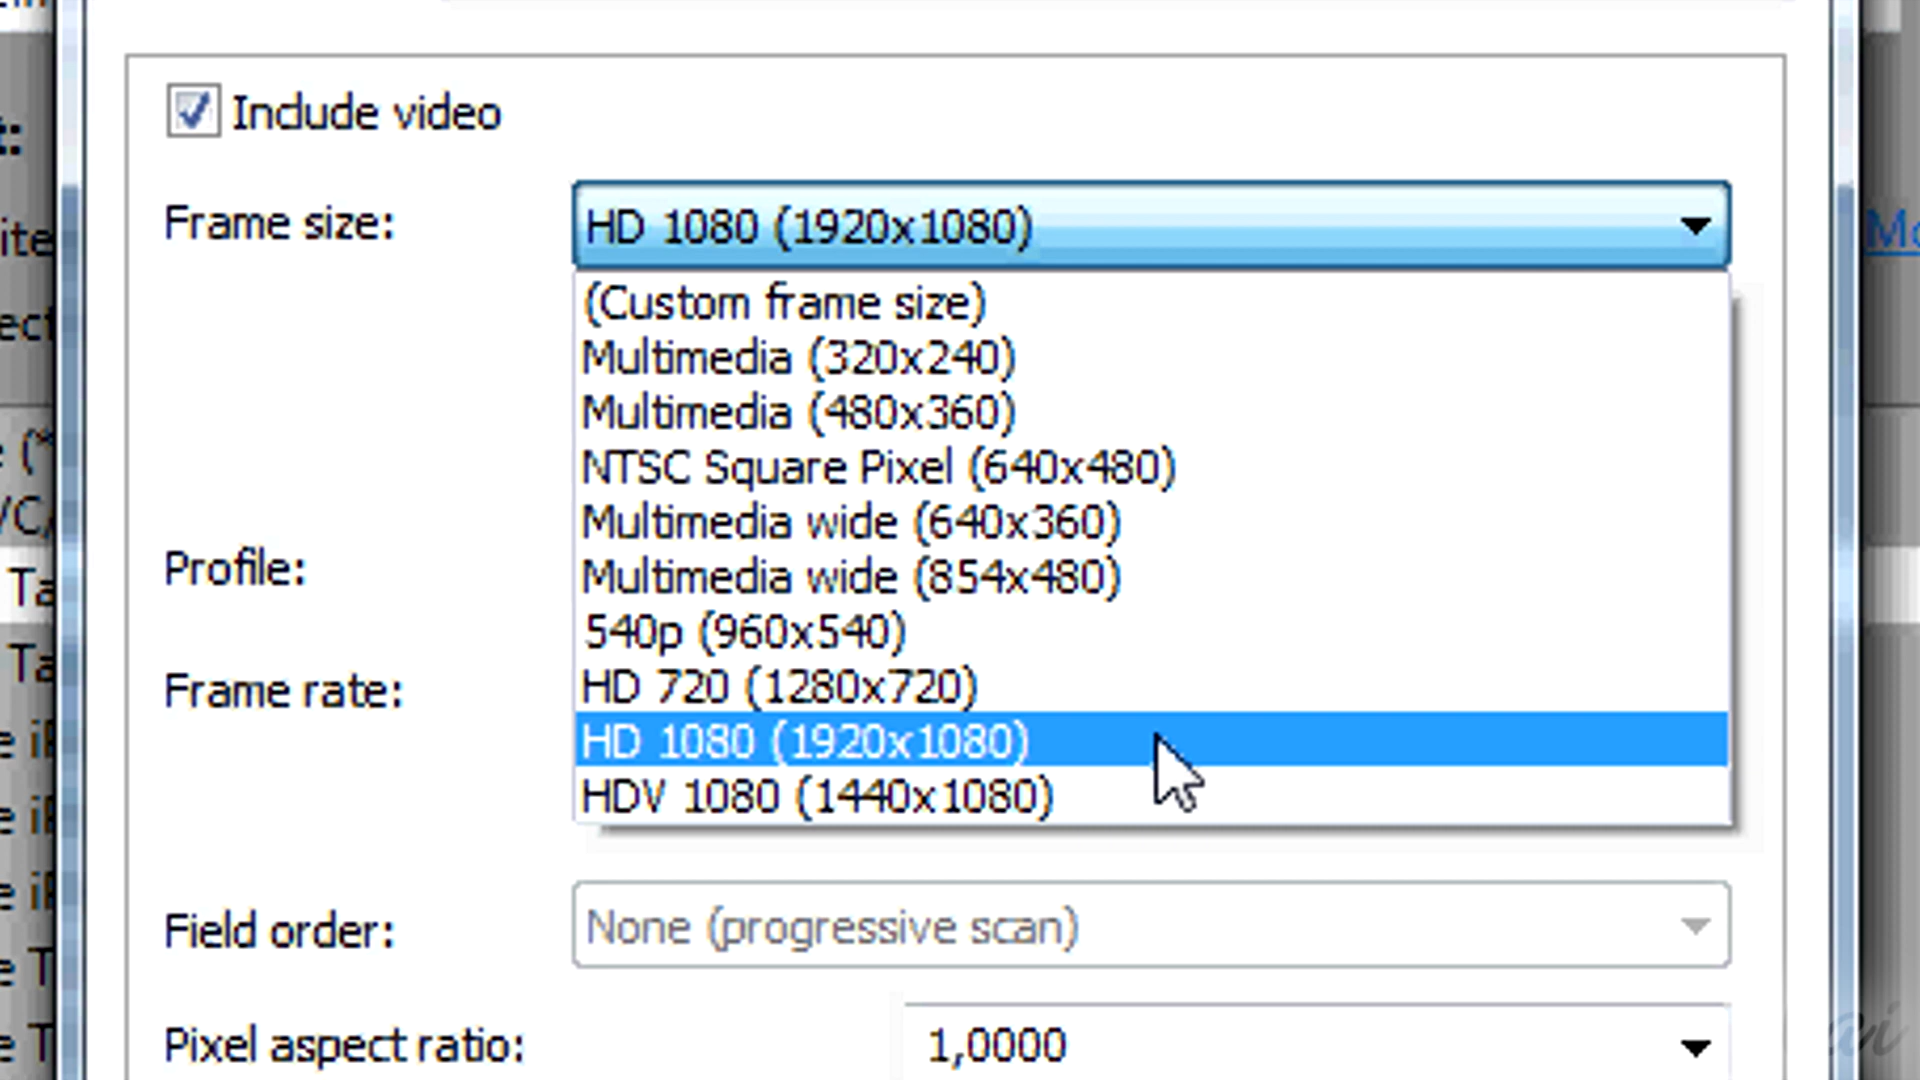 Include video
Frame size:
HD 1080 (1920x1080)
(Custom frame size)
Multimedia (320x240)
Multimedia (480x360)
NTSC Square Pixel (640x480)
Multimedia wide (640x360)
Multimedia wide (854x480)
540p (960x540)
HD 720 (1280x720)
HD 1080 (1920x1080)
HDV 1080 (1440x1080)
Profile:
Frame rate:
Field order:
None (progressive scan)
Pixel aspect ratio:
1,0000